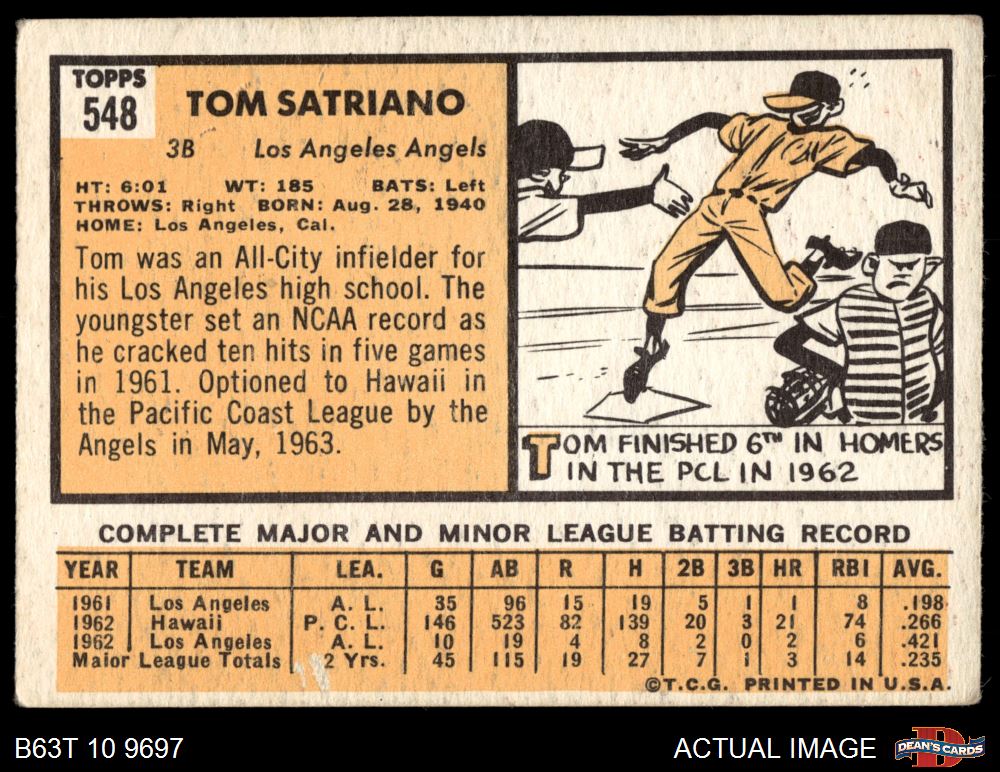 TOPPS
548
TOM SATRIANO
3B Los Angeles Angels
HT: 6:01 WT: 185 BATS: Left
THROWS: Right BORN: Aug. 28, 1940
HOME: Los Angeles, Cal.
Tom was an All-City infielder for
his Los Angeles high school. The
youngster set an NCAA record as
he cracked ten hits in five games
in 1961. Optioned to Hawaii in
the Pacific Coast League by the
Angels in May, 1963.
TOM FINISHED 6TH IN HOMERS
IN THE PCL IN 1962
COMPLETE MAJOR AND MINOR LEAGUE BATTING RECORD
YEAR TEAM LEA. G AB R H 2B 3B HR RBI AVG.
1961 Los Angeles A. L. 35 96 15 19 5 1 1 8 .198
1962 Hawaii P. C. L. 146 523 82 139 20 3 21 74 .266
1962 Los Angeles A. L. 10 19 4 8 2 0 2 6 .421
Major League Totals 2 Yrs. 45 115 19 27 7 1 3 14 .235
©T.C.G. PRINTED IN U.S.A.
B63T 10 9697
ACTUAL IMAGE
D
DEAN'S CARDS